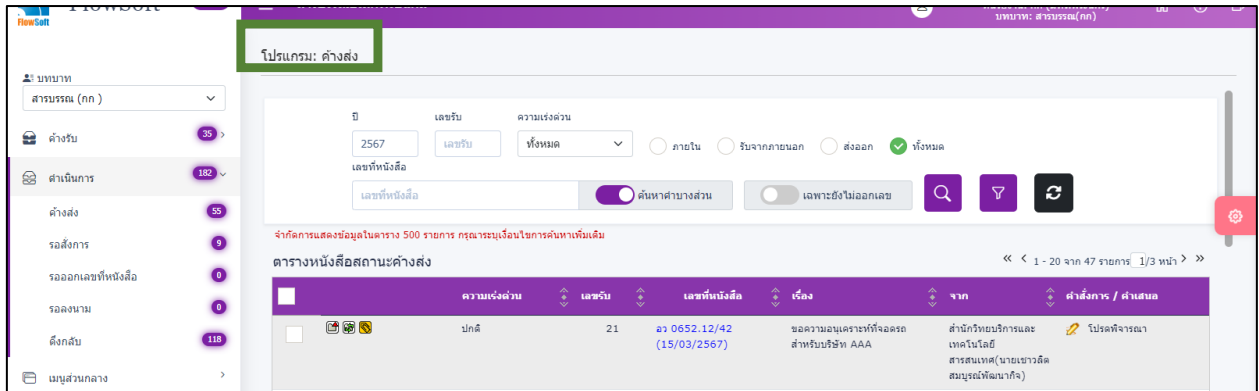 FlowSoft
FlowSoft
บทบาท: สารบรรณ(กก)
โปรแกรม: ค้างส่ง
บทบาท
สารบรรณ (กก )
ค้างรับ 35
ดำเนินการ 182
ค้างส่ง 55
รอสั่งการ 9
รอออกเลขที่หนังสือ 0
รอลงนาม 0
ดึงกลับ 118
เมนูส่วนกลาง
ปี เลขรับ ความเร่งด่วน
2567 เลขรับ ทั้งหมด ภายใน รับจากภายนอก ส่งออก ทั้งหมด
เลขที่หนังสือ
เลขที่หนังสือ ค้นหาคำบางส่วน เฉพาะยังไม่ออกเลข
จำกัดการแสดงข้อมูลในตาราง 500 รายการ กรุณาระบุเงื่อนไขการค้นหาเพิ่มเติม
ตารางหนังสือสถานะค้างส่ง 1 - 20 จาก 47 รายการ 1/3 หน้า
ความเร่งด่วน เลขรับ เลขที่หนังสือ เรื่อง จาก คำสั่งการ / คำเสนอ
ปกติ 21 อว 0652.12/42 ขอความอนุเคราะห์ที่จอดรถ สำนักวิทยบริการและ โปรดพิจารณา
(15/03/2567) สำหรับบริษัท AAA เทคโนโลยี
สารสนเทศ(นายเชาวลิต
สมบูรณ์พัฒนากิจ)